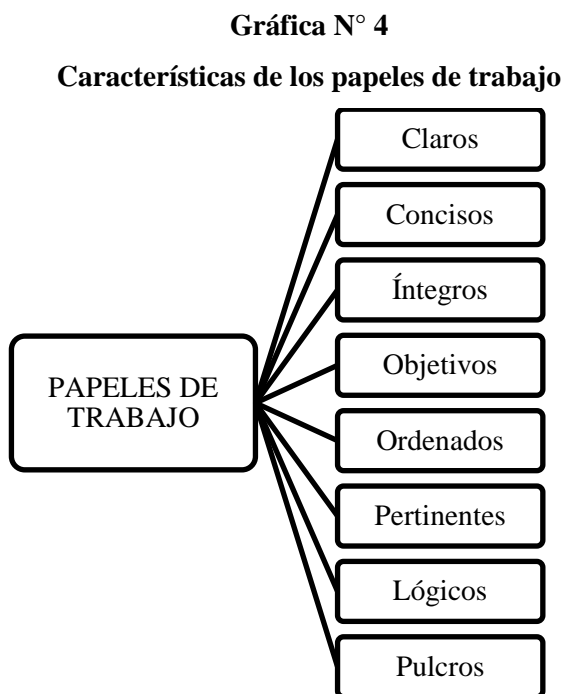 Gráfica N° 4
Características de los papeles de trabajo
Claros
Concisos
Íntegros
Objetivos
PAPELES DE
TRABAJO
Ordenados
Pertinentes
Lógicos
Pulcros